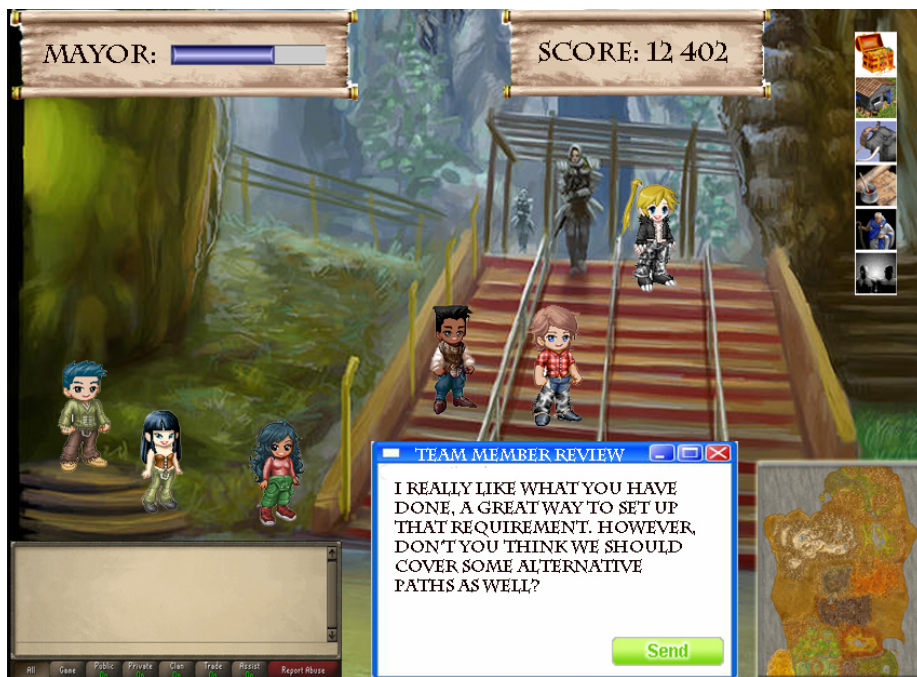 MAYOR:
SCORE: 12 402
TEAM MEMBER REVIEW
I REALLY LIKE WHAT YOU HAVE
DONE, A GREAT WAY TO SET UP
THAT REQUIREMENT. HOWEVER,
DON'T YOU THINK WE SHOULD
COVER SOME ALTERNATIVE
PATHS AS WELL?
Send
All Game Public Private Clan Trade Assist Report Abuse